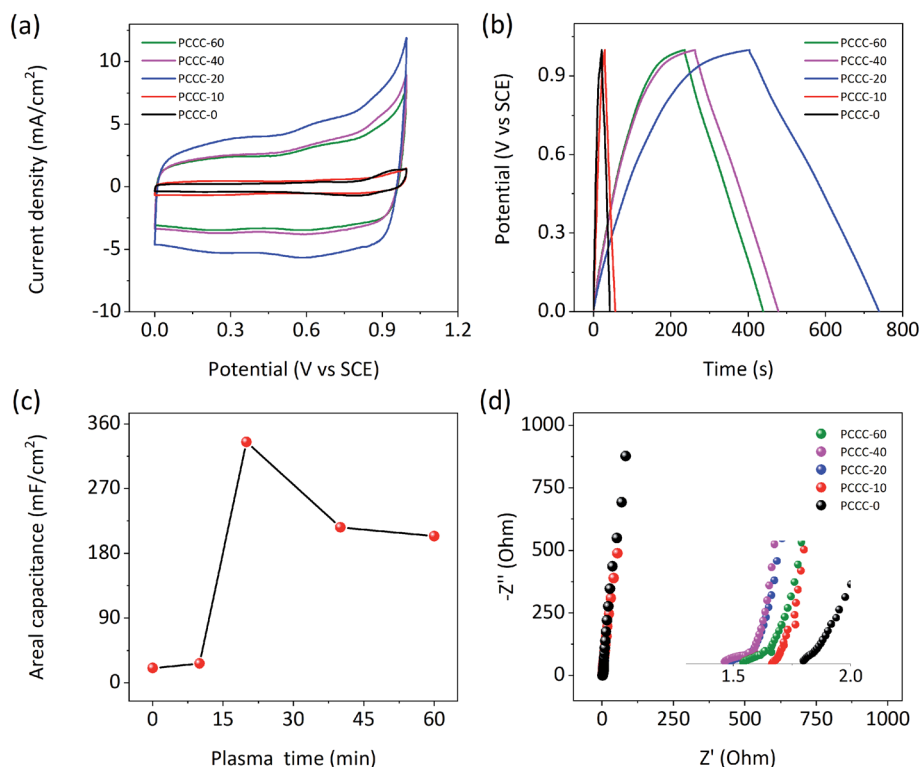 (a)
PCCC-60
PCCC-40
PCCC-20
PCCC-10
PCCC-0
Current density (mA/cm²)
10
5
0
-5
-10
0.0 0.3 0.6 0.9 1.2
Potential (V vs SCE)
(b)
PCCC-60
PCCC-40
PCCC-20
PCCC-10
PCCC-0
Potential (V vs SCE)
0.9
0.6
0.3
0.0
0 200 400 600 800
Time (s)
(c)
Areal capacitance (mF/cm²)
360
270
180
90
0
0 15 30 45 60
Plasma time (min)
(d)
PCCC-60
PCCC-40
PCCC-20
PCCC-10
PCCC-0
-Z'' (Ohm)
1000
750
500
250
0
1.5 2.0
0 250 500 750 1000
Z' (Ohm)